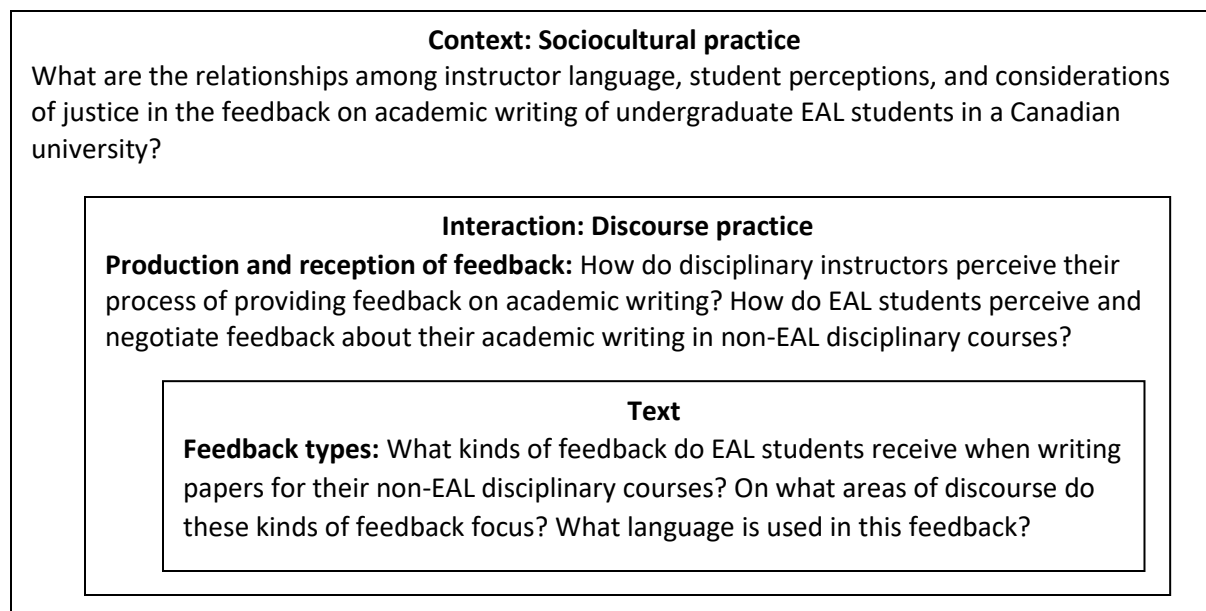 Context: Sociocultural practice
What are the relationships among instructor language, student perceptions, and considerations
of justice in the feedback on academic writing of undergraduate EAL students in a Canadian
university?
Interaction: Discourse practice
Production and reception of feedback: How do disciplinary instructors perceive their
process of providing feedback on academic writing? How do EAL students perceive and
negotiate feedback about their academic writing in non-EAL disciplinary courses?
Text
Feedback types: What kinds of feedback do EAL students receive when writing
papers for their non-EAL disciplinary courses? On what areas of discourse do
these kinds of feedback focus? What language is used in this feedback?